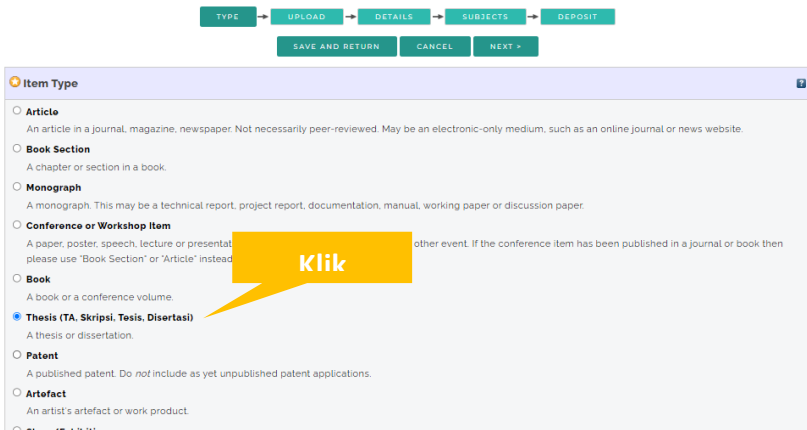 TYPE UPLOAD DETAILS SUBJECTS DEPOSIT
SAVE AND RETURN CANCEL NEXT >
Item Type
Article
An article in a journal, magazine, newspaper. Not necessarily peer-reviewed. May be an electronic-only medium, such as an online journal or news website.
Book Section
A chapter or section in a book.
Monograph
A monograph. This may be a technical report, project report, documentation, manual, working paper or discussion paper.
Conference or Workshop Item
A paper, poster, speech, lecture or other event. If the conference item has been published in a journal or book then
please use "Book Section" or "Article" instead
Klik
Book
A book or a conference volume.
Thesis (TA, Skripsi, Tesis, Disertasi)
A thesis or dissertation.
Patent
A published patent. Do not include as yet unpublished patent applications.
Artefact
An artist's artefact or work product.